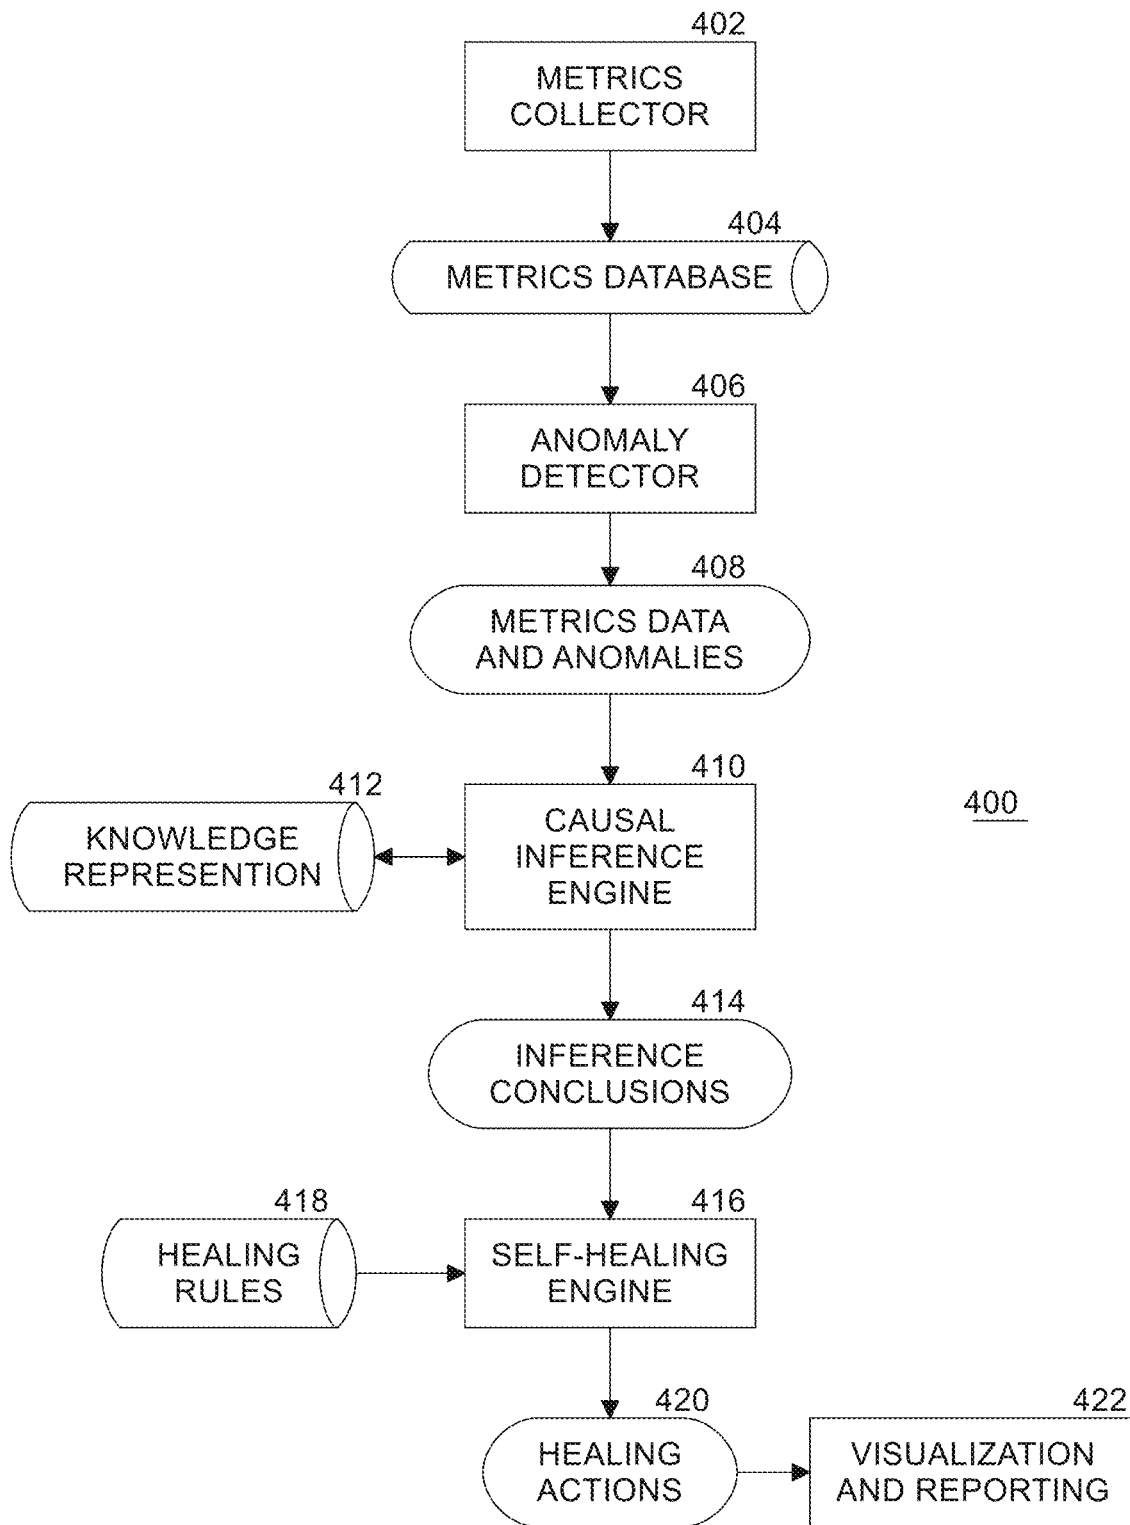 402
METRICS
COLLECTOR
404
METRICS DATABASE
406
ANOMALY
DETECTOR
408
METRICS DATA
AND ANOMALIES
410
CAUSAL
INFERENCE
ENGINE
412
KNOWLEDGE
REPRESENTION
400
414
INFERENCE
CONCLUSIONS
418
HEALING
RULES
416
SELF-HEALING
ENGINE
420
HEALING
ACTIONS
422
VISUALIZATION
AND REPORTING